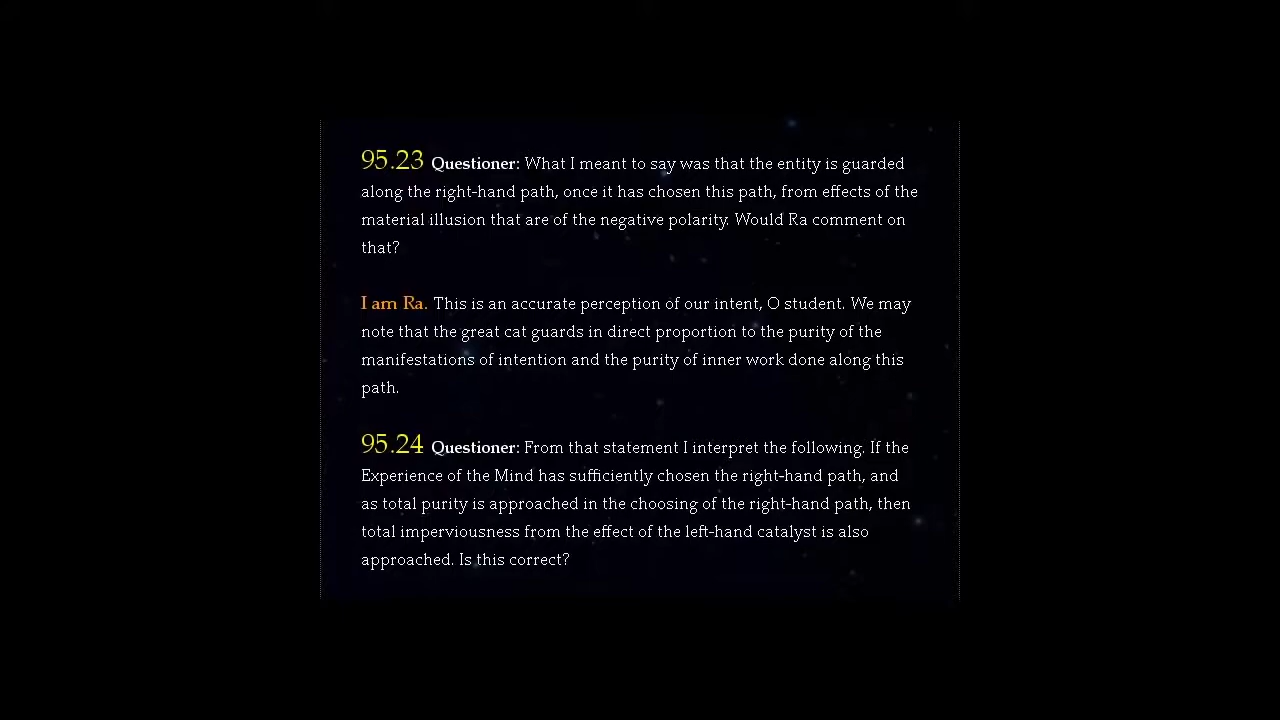 95.23 Questioner: What I meant to say was that the entity is guarded
along the right-hand path, once it has chosen this path, from effects of the
material illusion that are of the negative polarity. Would Ra comment on
that?
I am Ra. This is an accurate perception of our intent, O student. We may
note that the great cat guards in direct proportion to the purity of the
manifestations of intention and the purity of inner work done along this
path.
95.24 Questioner: From that statement I interpret the following. If the
Experience of the Mind has sufficiently chosen the right-hand path, and
as total purity is approached in the choosing of the right-hand path, then
total imperviousness from the effect of the left-hand catalyst is also
approached. Is this correct?